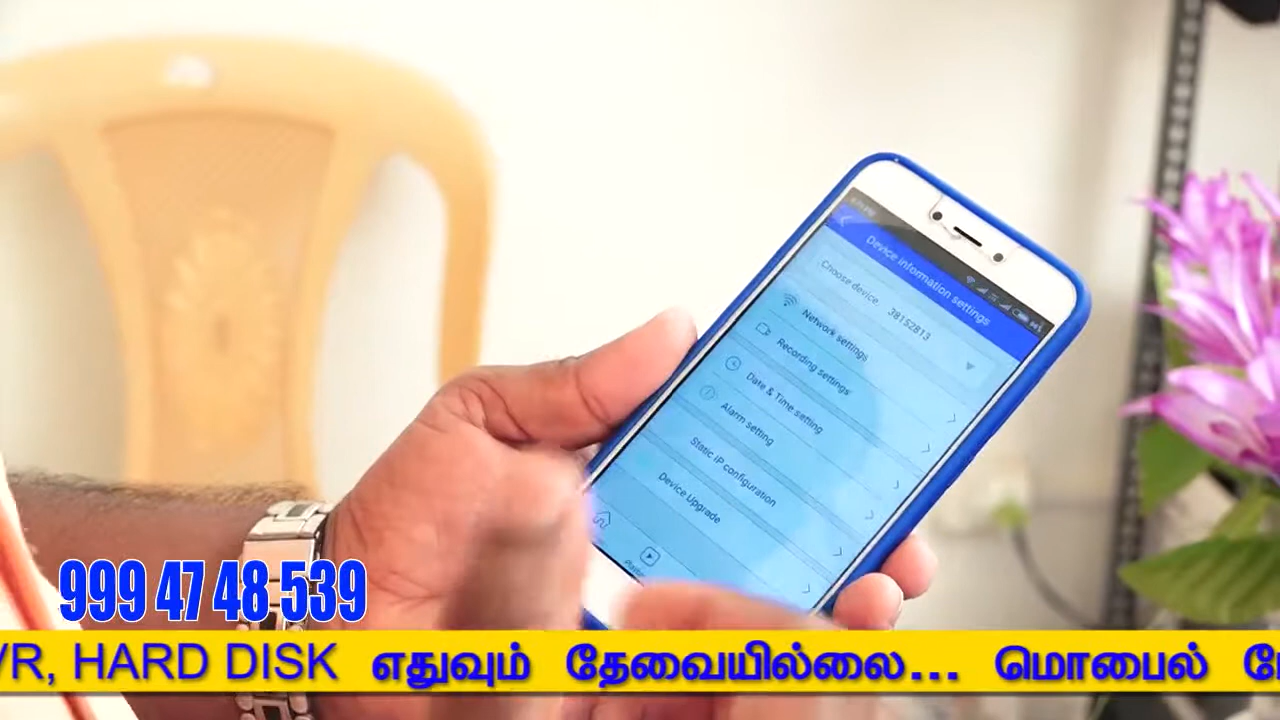 Device information settings
Choose device 38152813
Network settings
Recording settings
Date & Time setting
Alarm setting
Static IP configuration
Device Upgrade
999 47 48 539
VR, HARD DISK எதுவும் தேவையில்லை... மொபைல்